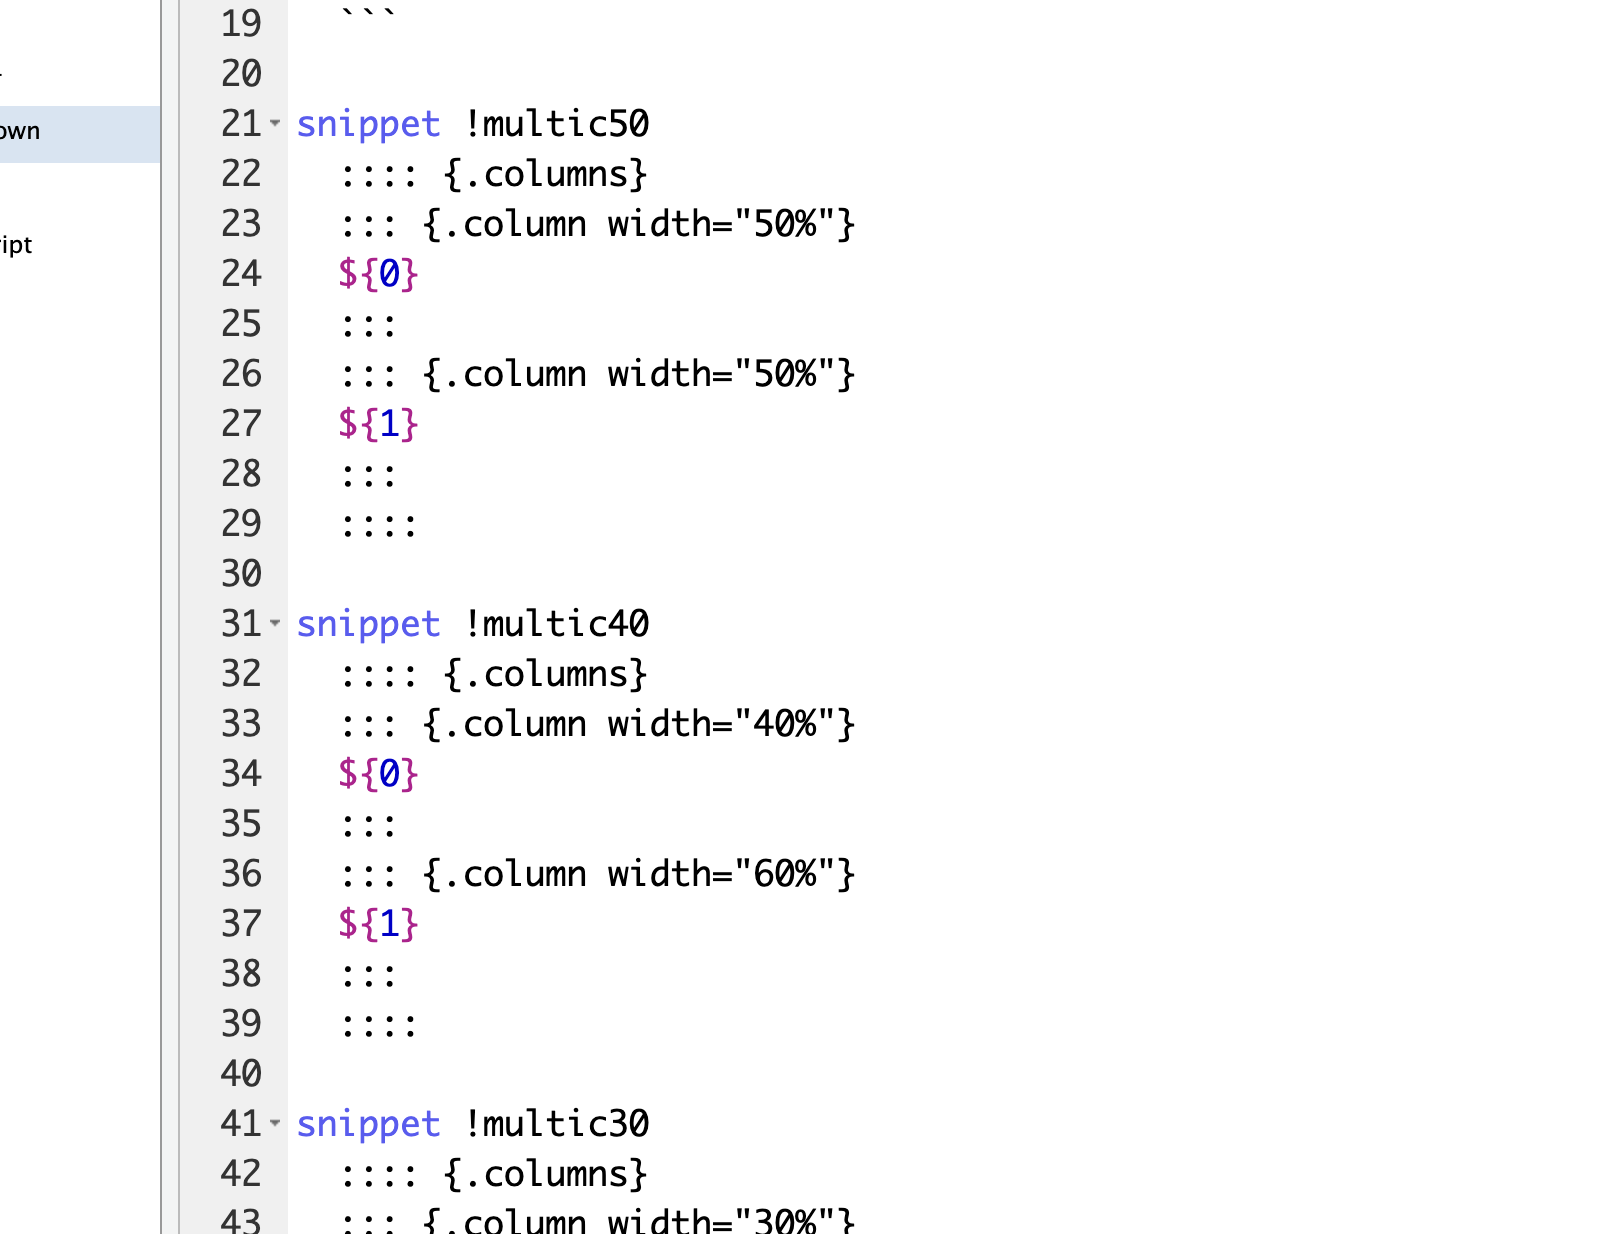 own
ipt
19 ```
20
21 snippet !multic50
22 :::: {.columns}
23 ::: {.column width="50%"}
24 ${0}
25 :::
26 ::: {.column width="50%"}
27 ${1}
28 :::
29 ::::
30
31 snippet !multic40
32 :::: {.columns}
33 ::: {.column width="40%"}
34 ${0}
35 :::
36 ::: {.column width="60%"}
37 ${1}
38 :::
39 ::::
40
41 snippet !multic30
42 :::: {.columns}
43 ::: {.column width="30%"}